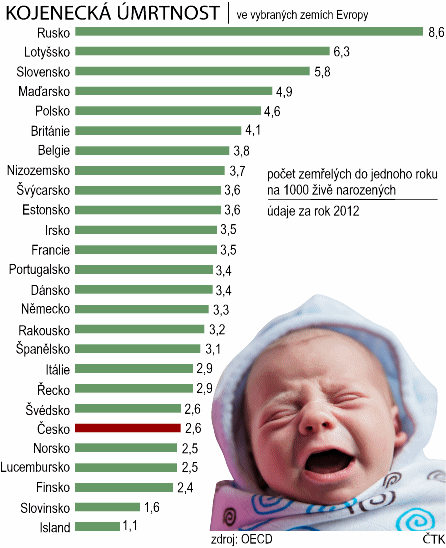 KOJENECKÁ ÚMRTNOST | ve vybraných zemích Evropy
Rusko 8,6
Lotyšsko 6,3
Slovensko 5,8
Maďarsko 4,9
Polsko 4,6
Británie 4,1
Belgie 3,8
Nizozemsko 3,7
Švýcarsko 3,6
Estonsko 3,6
Irsko 3,5
Francie 3,5
Portugalsko 3,4
Dánsko 3,4
Německo 3,3
Rakousko 3,2
Španělsko 3,1
Itálie 2,9
Řecko 2,9
Švédsko 2,6
Česko 2,6
Norsko 2,5
Lucembursko 2,5
Finsko 2,4
Slovinsko 1,6
Island 1,1
počet zemřelých do jednoho roku
na 1000 živě narozených
údaje za rok 2012
zdroj: OECD
ČTK